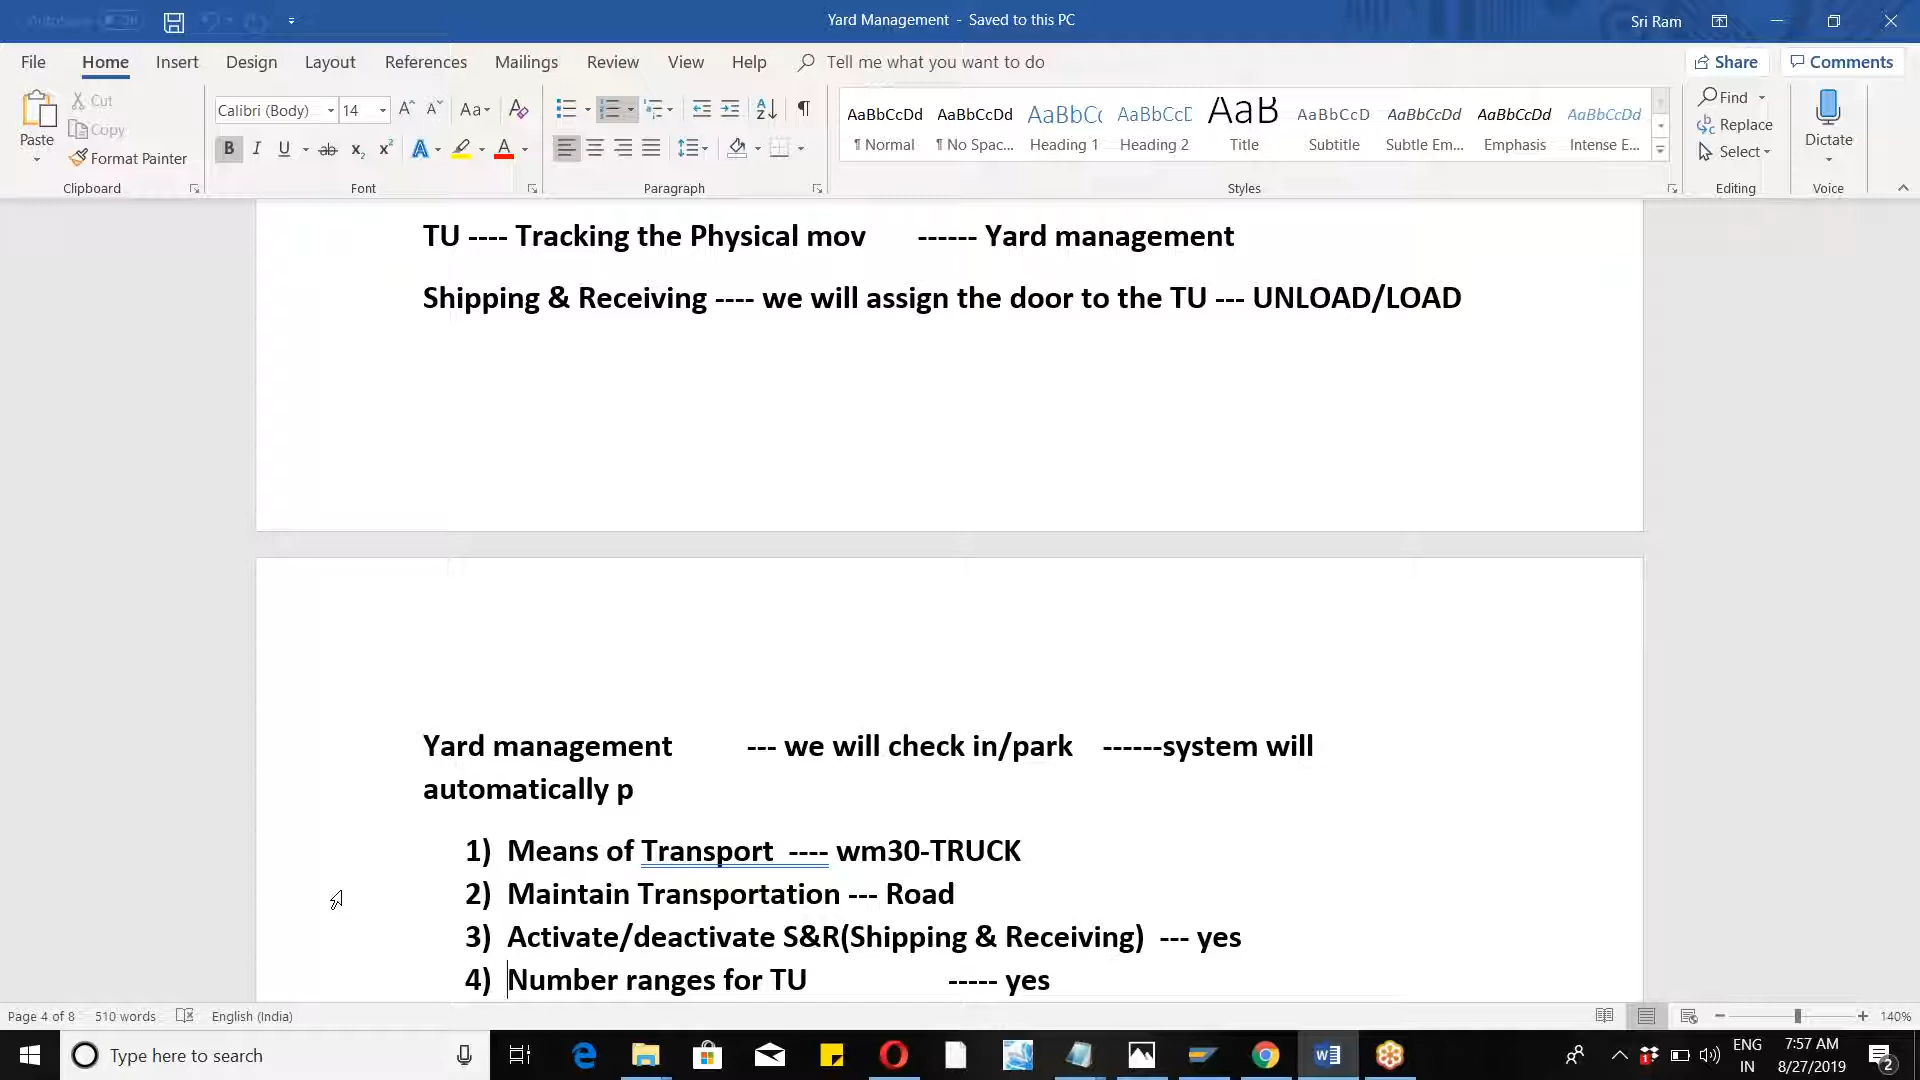 AutoSave Off
Yard Management - Saved to this PC
Sri Ram
File Home Insert Design Layout References Mailings Review View Help Tell me what you want to do Share Comments
Paste
Cut
Copy
Format Painter
Clipboard
Calibri (Body) 14
Font
Paragraph
AaBbCcDd AaBbCcDd AaBbCc AaBbCcE AaB AaBbCcD AaBbCcDd AaBbCcDd AaBbCcDd
¶ Normal ¶ No Spac... Heading 1 Heading 2 Title Subtitle Subtle Em... Emphasis Intense E...
Styles
Find
Replace
Select
Editing
Dictate
Voice
TU ---- Tracking the Physical mov ------ Yard management
Shipping & Receiving ---- we will assign the door to the TU --- UNLOAD/LOAD
Yard management --- we will check in/park ------system will
automatically p
1) Means of Transport ---- wm30-TRUCK
2) Maintain Transportation --- Road
3) Activate/deactivate S&R(Shipping & Receiving) --- yes
4) Number ranges for TU ----- yes
Page 4 of 8 510 words English (India) 140%
Type here to search
ENG
IN
7:57 AM
8/27/2019
2